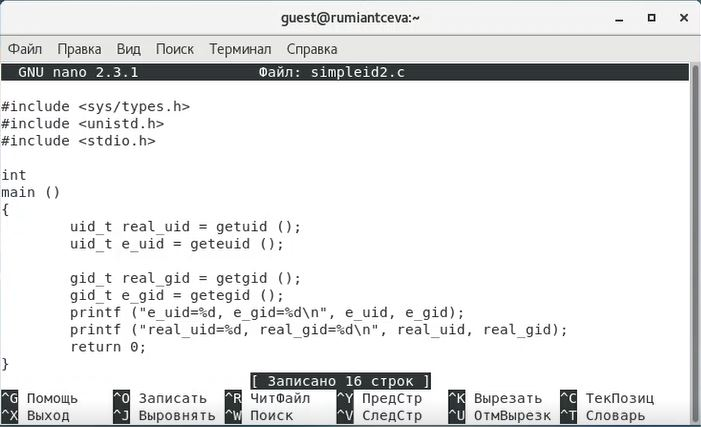 guest@rumiantceva:~
Файл Правка Вид Поиск Терминал Справка
GNU nano 2.3.1 Файл: simpleid2.c
#include <sys/types.h>
#include <unistd.h>
#include <stdio.h>
int
main ()
{
uid_t real_uid = getuid ();
uid_t e_uid = geteuid ();
gid_t real_gid = getgid ();
gid_t e_gid = getegid ();
printf ("e_uid=%d, e_gid=%d\n", e_uid, e_gid);
printf ("real_uid=%d, real_gid=%d\n", real_uid, real_gid);
return 0;
}
[ Записано 16 строк ]
^G Помощь ^O Записать ^R ЧитФайл ^Y ПредСтр ^K Вырезать ^C ТекПозиц
^X Выход ^J Выровнять ^W Поиск ^V СледСтр ^U ОтмВырезк ^T Словарь